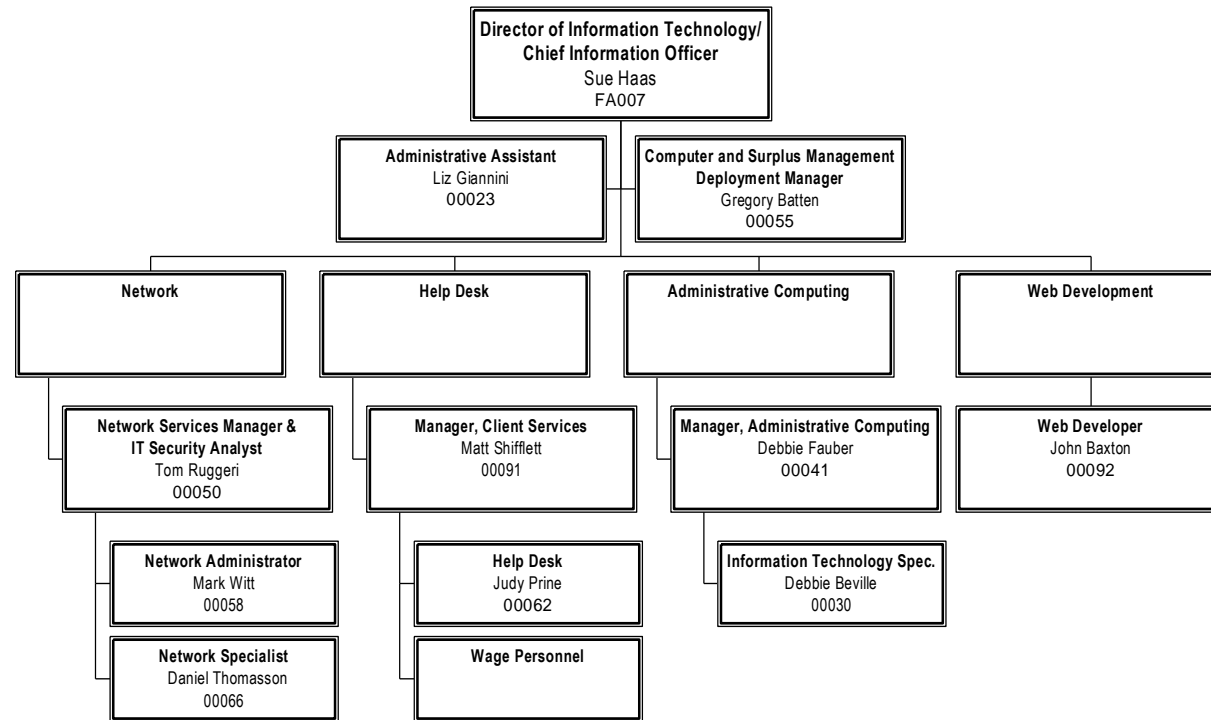 Director of Information Technology/
Chief Information Officer
Sue Haas
FA007
Administrative Assistant
Liz Giannini
00023
Computer and Surplus Management
Deployment Manager
Gregory Batten
00055
Network
Help Desk
Administrative Computing
Web Development
Network Services Manager &
IT Security Analyst
Tom Ruggeri
00050
Manager, Client Services
Matt Shifflett
00091
Manager, Administrative Computing
Debbie Fauber
00041
Web Developer
John Baxton
00092
Network Administrator
Mark Witt
00058
Help Desk
Judy Prine
00062
Information Technology Spec.
Debbie Beville
00030
Network Specialist
Daniel Thomasson
00066
Wage Personnel